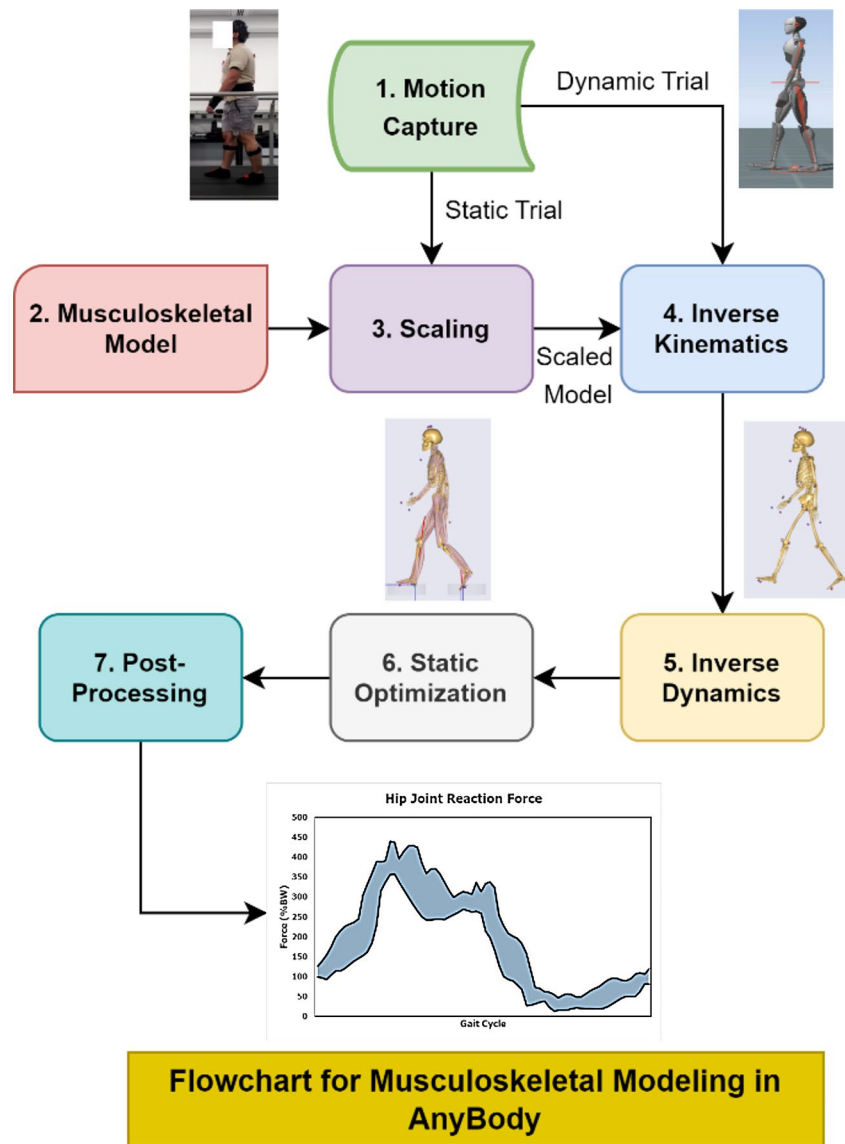 1. Motion
Capture
Dynamic Trial
Static Trial
2. Musculoskeletal
Model
3. Scaling
Scaled
Model
4. Inverse
Kinematics
7. Post-
Processing
6. Static
Optimization
5. Inverse
Dynamics
Hip Joint Reaction Force
Force (%BW)
500
450
400
350
300
250
200
150
100
50
0
Gait Cycle
Flowchart for Musculoskeletal Modeling in
AnyBody